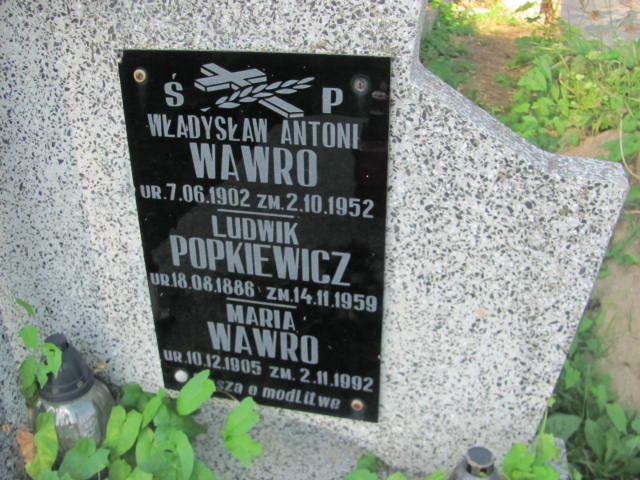 Ś P
WŁADYSŁAW ANTONI
WAWRO
UR.7.06.1902 ZM.2.10.1952
LUDWIK
POPKIEWICZ
UR.18.08.1886 ZM.14.11.1959
MARIA
WAWRO
UR.10.12.1905 ZM.2.11.1992
o modLitwę